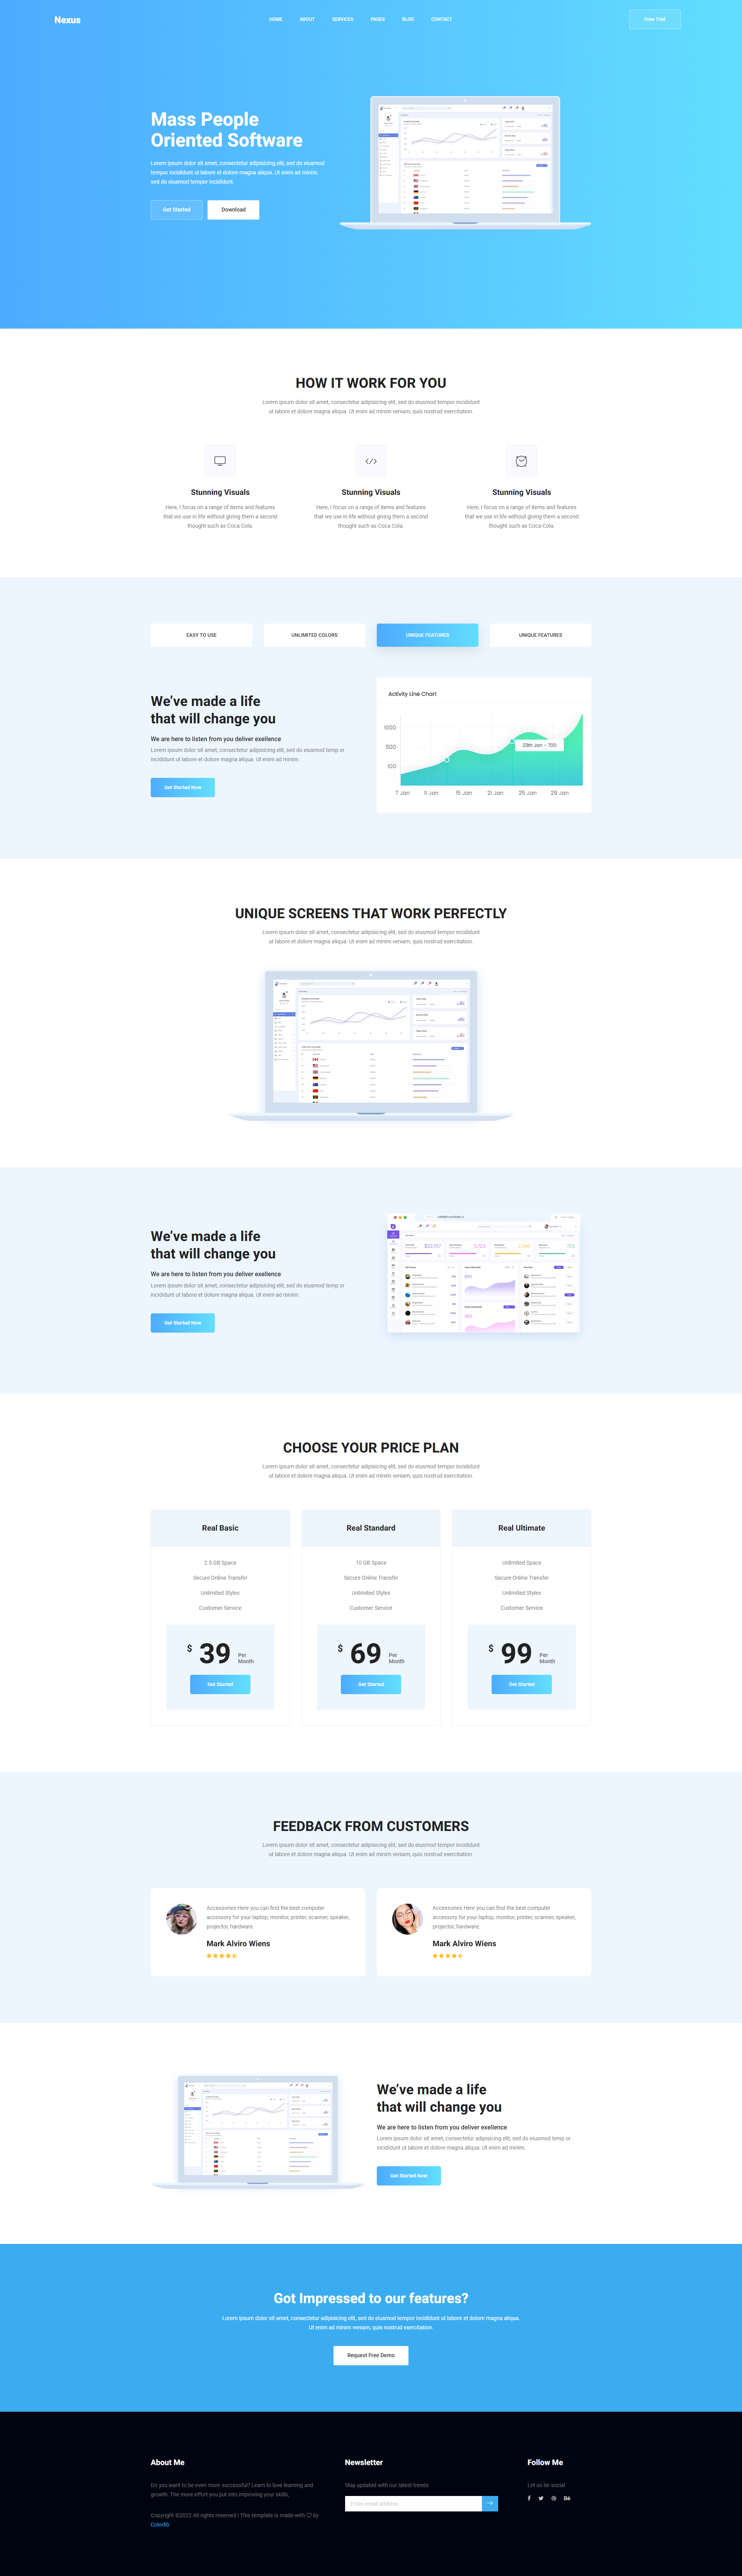 Nexus
HOME ABOUT SERVICES PAGES BLOG CONTACT
Free Trial
Mass People
Oriented Software
Lorem ipsum dolor sit amet, consectetur adipisicing elit, sed do eiusmod
tempor incididunt ut labore et dolore magna aliqua. Ut enim ad minim.
sed do eiusmod tempor incididunt.
Get Started Download
HOW IT WORK FOR YOU
Lorem ipsum dolor sit amet, consectetur adipisicing elit, sed do eiusmod tempor incididunt
ut labore et dolore magna aliqua. Ut enim ad minim veniam, quis nostrud exercitation.
Stunning Visuals
Here, I focus on a range of items and features
that we use in life without giving them a second
thought such as Coca Cola.
Stunning Visuals
Here, I focus on a range of items and features
that we use in life without giving them a second
thought such as Coca Cola.
Stunning Visuals
Here, I focus on a range of items and features
that we use in life without giving them a second
thought such as Coca Cola.
EASY TO USE UNLIMITED COLORS UNIQUE FEATURES UNIQUE FEATURES
We've made a life
that will change you
We are here to listen from you deliver exellence
Lorem ipsum dolor sit amet, consectetur adipisicing elit, sed do eiusmod temp or
incididunt ut labore et dolore magna aliqua. Ut enim ad minim.
Get Started Now
Activity Line Chart
1000
500
100
23th Jan - 700
7 Jan 11 Jan 15 Jan 21 Jan 25 Jan 29 Jan
UNIQUE SCREENS THAT WORK PERFECTLY
Lorem ipsum dolor sit amet, consectetur adipisicing elit, sed do eiusmod tempor incididunt
ut labore et dolore magna aliqua. Ut enim ad minim veniam, quis nostrud exercitation.
We've made a life
that will change you
We are here to listen from you deliver exellence
Lorem ipsum dolor sit amet, consectetur adipisicing elit, sed do eiusmod temp or
incididunt ut labore et dolore magna aliqua. Ut enim ad minim.
Get Started Now
CHOOSE YOUR PRICE PLAN
Lorem ipsum dolor sit amet, consectetur adipisicing elit, sed do eiusmod tempor incididunt
ut labore et dolore magna aliqua. Ut enim ad minim veniam, quis nostrud exercitation.
Real Basic
2.5 GB Space
Secure Online Transfer
Unlimited Styles
Customer Service
$ 39 Per
Month
Get Started
Real Standard
10 GB Space
Secure Online Transfer
Unlimited Styles
Customer Service
$ 69 Per
Month
Get Started
Real Ultimate
Unlimited Space
Secure Online Transfer
Unlimited Styles
Customer Service
$ 99 Per
Month
Get Started
FEEDBACK FROM CUSTOMERS
Lorem ipsum dolor sit amet, consectetur adipisicing elit, sed do eiusmod tempor incididunt
ut labore et dolore magna aliqua. Ut enim ad minim veniam, quis nostrud exercitation.
Accessories Here you can find the best computer
accessory for your laptop, monitor, printer, scanner, speaker,
projector, hardware.
Mark Alviro Wiens
Accessories Here you can find the best computer
accessory for your laptop, monitor, printer, scanner, speaker,
projector, hardware.
Mark Alviro Wiens
We've made a life
that will change you
We are here to listen from you deliver exellence
Lorem ipsum dolor sit amet, consectetur adipisicing elit, sed do eiusmod temp or
incididunt ut labore et dolore magna aliqua. Ut enim ad minim.
Get Started Now
Got Impressed to our features?
Lorem ipsum dolor sit amet, consectetur adipisicing elit, sed do eiusmod tempor incididunt ut labore et dolore magna aliqua.
Ut enim ad minim veniam, quis nostrud exercitation.
Request Free Demo
About Me
Do you want to be even more successful? Learn to love learning and
growth. The more effort you put into improving your skills,
Copyright ©2022 All rights reserved | This template is made with by
Colorlib
Newsletter
Stay updated with our latest trends
Enter email address
Follow Me
Let us be social